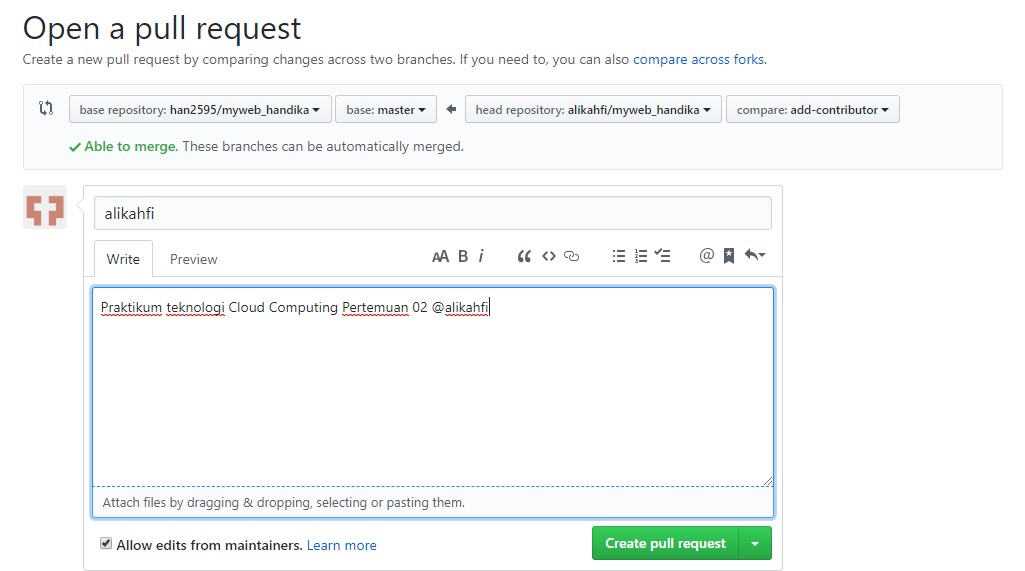 Open a pull request
Create a new pull request by comparing changes across two branches. If you need to, you can also compare across forks.
base repository: han2595/myweb_handika base: master head repository: alikahfi/myweb_handika compare: add-contributor
Able to merge. These branches can be automatically merged.
alikahfi
Write Preview AA B i @
Praktikum teknologi Cloud Computing Pertemuan 02 @alikahfi
Attach files by dragging & dropping, selecting or pasting them.
Allow edits from maintainers. Learn more Create pull request